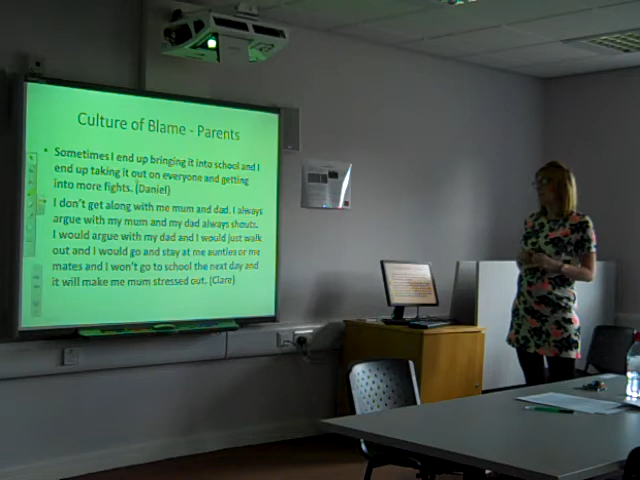 Culture of Blame - Parents
• Sometimes I end up bringing it into school and I
end up taking it out on everyone and getting
into more fights. (Daniel)
• I don't get along with me mum and dad. I always
argue with my mum and my dad always shouts.
I would argue with my dad and I would just walk
out and I would go and stay at me aunties or me
mates and I won't go to school the next day and
it will make me mum stressed out. (Clare)